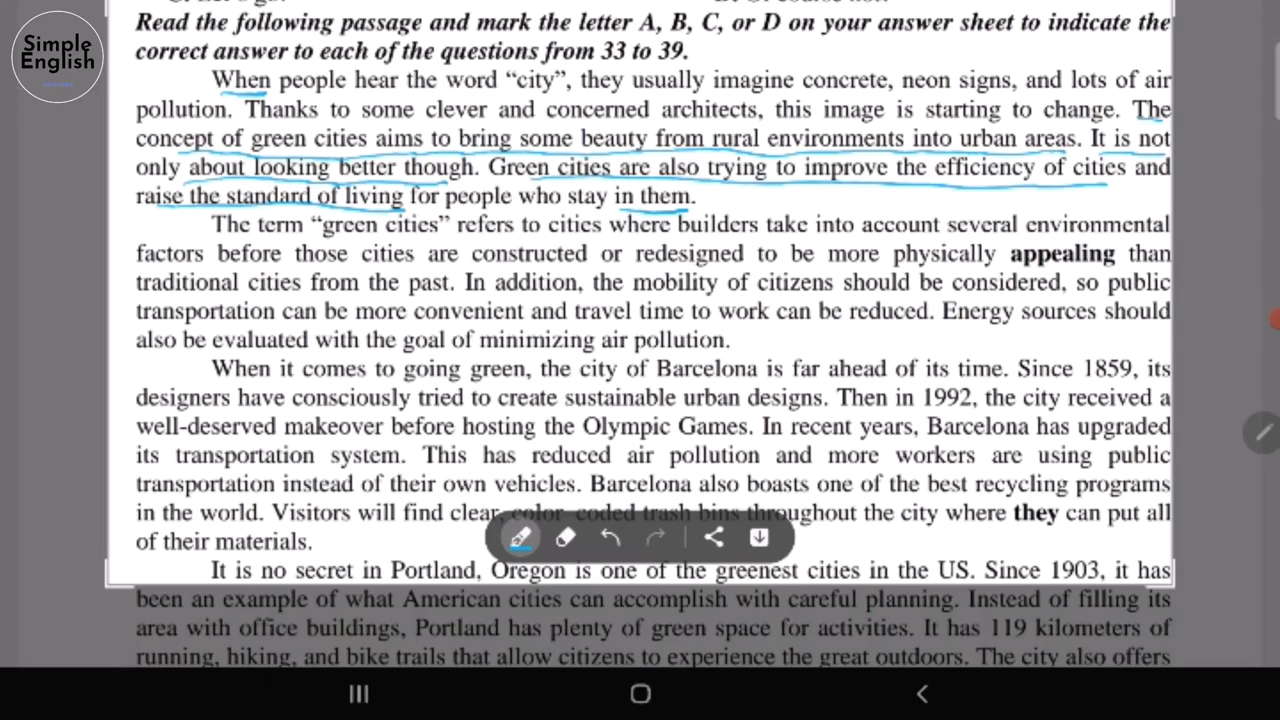 Simple
English
Read the following passage and mark the letter A, B, C, or D on your answer sheet to indicate the
correct answer to each of the questions from 33 to 39.
When people hear the word “city”, they usually imagine concrete, neon signs, and lots of air
pollution. Thanks to some clever and concerned architects, this image is starting to change. The
concept of green cities aims to bring some beauty from rural environments into urban areas. It is not
only about looking better though. Green cities are also trying to improve the efficiency of cities and
raise the standard of living for people who stay in them.
The term “green cities” refers to cities where builders take into account several environmental
factors before those cities are constructed or redesigned to be more physically appealing than
traditional cities from the past. In addition, the mobility of citizens should be considered, so public
transportation can be more convenient and travel time to work can be reduced. Energy sources should
also be evaluated with the goal of minimizing air pollution.
When it comes to going green, the city of Barcelona is far ahead of its time. Since 1859, its
designers have consciously tried to create sustainable urban designs. Then in 1992, the city received a
well-deserved makeover before hosting the Olympic Games. In recent years, Barcelona has upgraded
its transportation system. This has reduced air pollution and more workers are using public
transportation instead of their own vehicles. Barcelona also boasts one of the best recycling programs
in the world. Visitors will find clear, color-coded trash bins throughout the city where they can put all
of their materials.
It is no secret in Portland, Oregon is one of the greenest cities in the US. Since 1903, it has
been an example of what American cities can accomplish with careful planning. Instead of filling its
area with office buildings, Portland has plenty of green space for activities. It has 119 kilometers of
running, hiking, and bike trails that allow citizens to experience the great outdoors. The city also offers